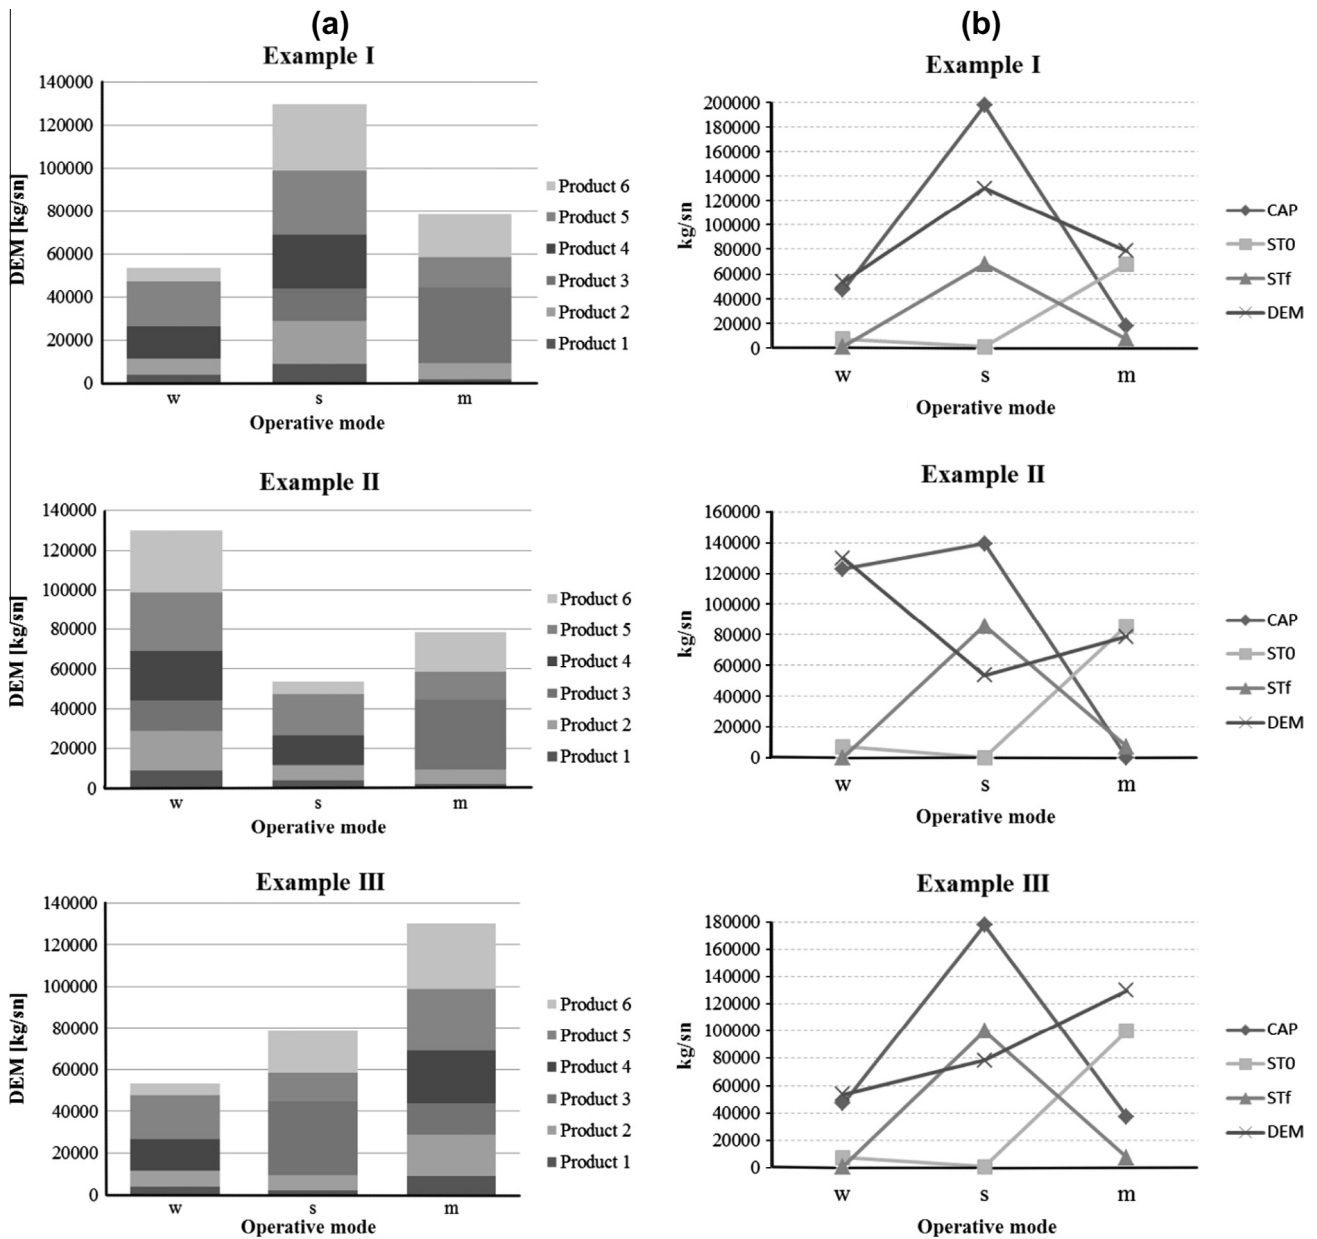 (a)
Example I
DEM [kg/sn]
140000
120000
100000
80000
60000
40000
20000
0
w s m
Operative mode
Product 6
Product 5
Product 4
Product 3
Product 2
Product 1
(b)
Example I
kg/sn
200000
180000
160000
140000
120000
100000
80000
60000
40000
20000
0
w s m
Operative mode
CAP
ST0
STf
DEM
Example II
DEM [kg/sn]
140000
120000
100000
80000
60000
40000
20000
0
w s m
Operative mode
Product 6
Product 5
Product 4
Product 3
Product 2
Product 1
Example II
kg/sn
160000
140000
120000
100000
80000
60000
40000
20000
0
w s m
Operative mode
CAP
ST0
STf
DEM
Example III
DEM [kg/sn]
140000
120000
100000
80000
60000
40000
20000
0
w s m
Operative mode
Product 6
Product 5
Product 4
Product 3
Product 2
Product 1
Example III
kg/sn
180000
160000
140000
120000
100000
80000
60000
40000
20000
0
w s m
Operative mode
CAP
ST0
STf
DEM